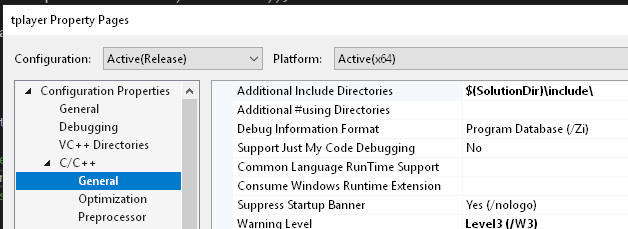 tplayer Property Pages
Configuration: Active(Release) Platform: Active(x64)
Configuration Properties
General
Debugging
VC++ Directories
C/C++
General
Optimization
Preprocessor
Additional Include Directories $(SolutionDir)\include\
Additional #using Directories
Debug Information Format Program Database (/Zi)
Support Just My Code Debugging No
Common Language RunTime Support
Consume Windows Runtime Extension
Suppress Startup Banner Yes (/nologo)
Warning Level Level3 (/W3)